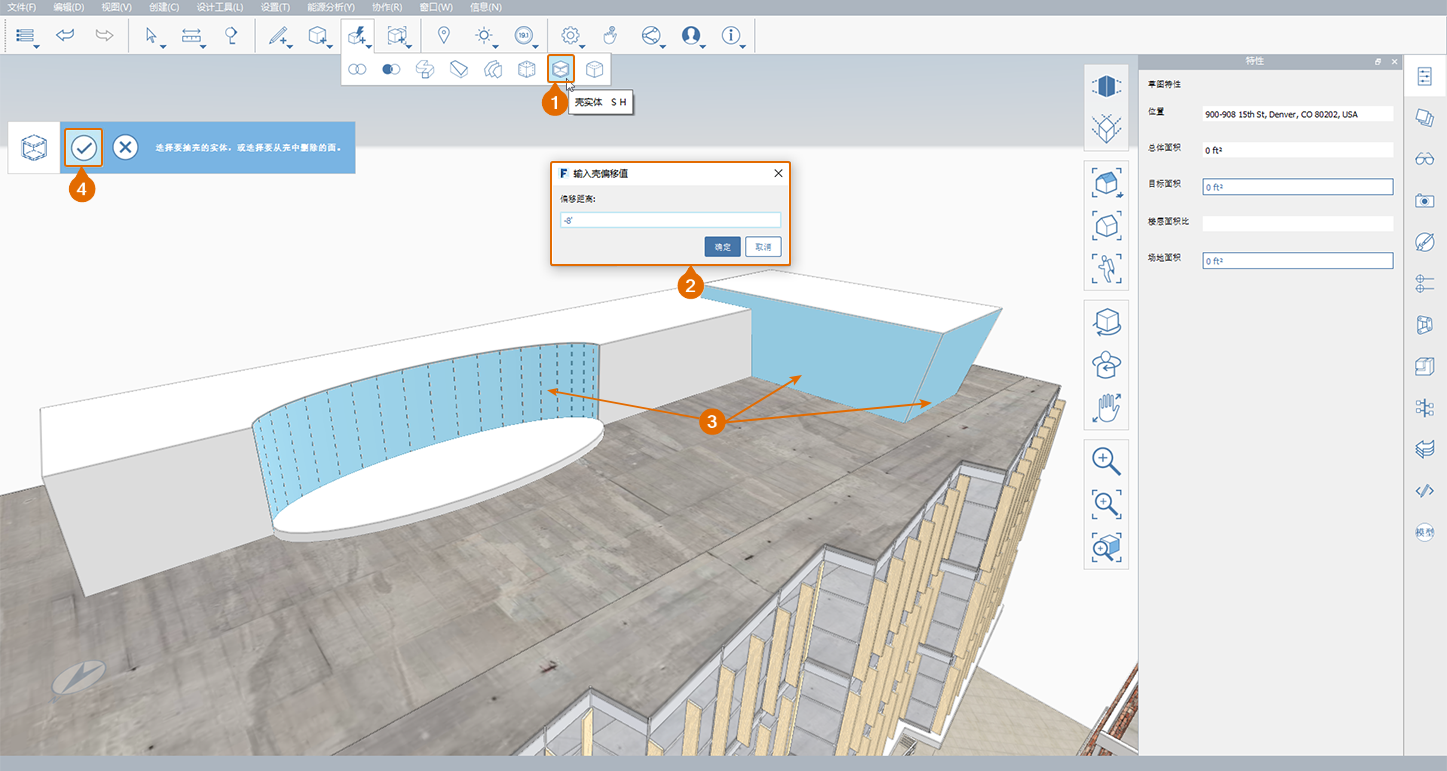 文件(F) 编辑(D) 视图(V) 创建(C) 设计工具(L) 设置(T) 能源分析(Y) 协作(R) 窗口(W) 信息(N)
191
1
壳实体 S H
4
选择要抽壳的实体，或选择要从壳中删除的面。
F 输入壳偏移值
偏移距离:
-8'
确定 取消
2
3
特性
草图特性
位置 900-908 15th St, Denver, CO 80202, USA
总体面积 0 ft²
目标面积 0 ft²
楼层面积比
场地面积 0 ft²
模型